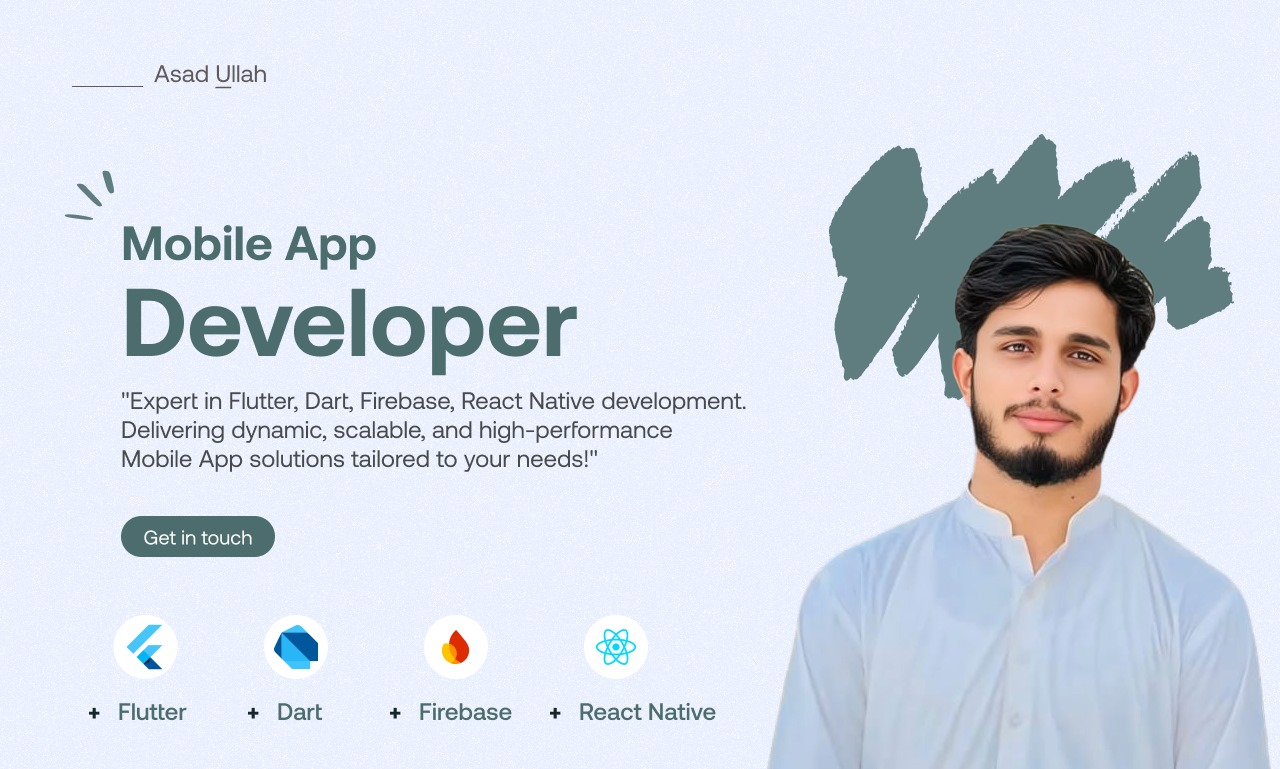 Asad Ullah
Mobile App
Developer
"Expert in Flutter, Dart, Firebase, React Native development.
Delivering dynamic, scalable, and high-performance
Mobile App solutions tailored to your needs!"
Get in touch
+ Flutter + Dart + Firebase + React Native